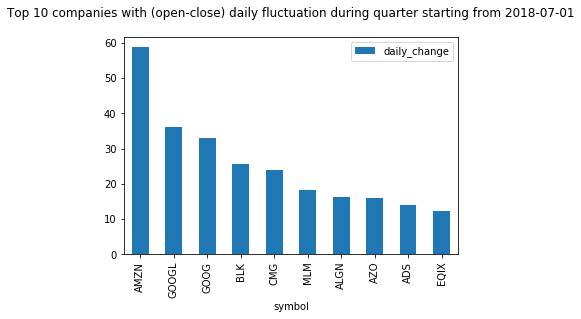 Top 10 companies with (open-close) daily fluctuation during quarter starting from 2018-07-01
daily_change
60
50
40
30
20
10
0
AMZN
GOOGL
GOOG
BLK
CMG
MLM
ALGN
AZO
ADS
EQIX
symbol